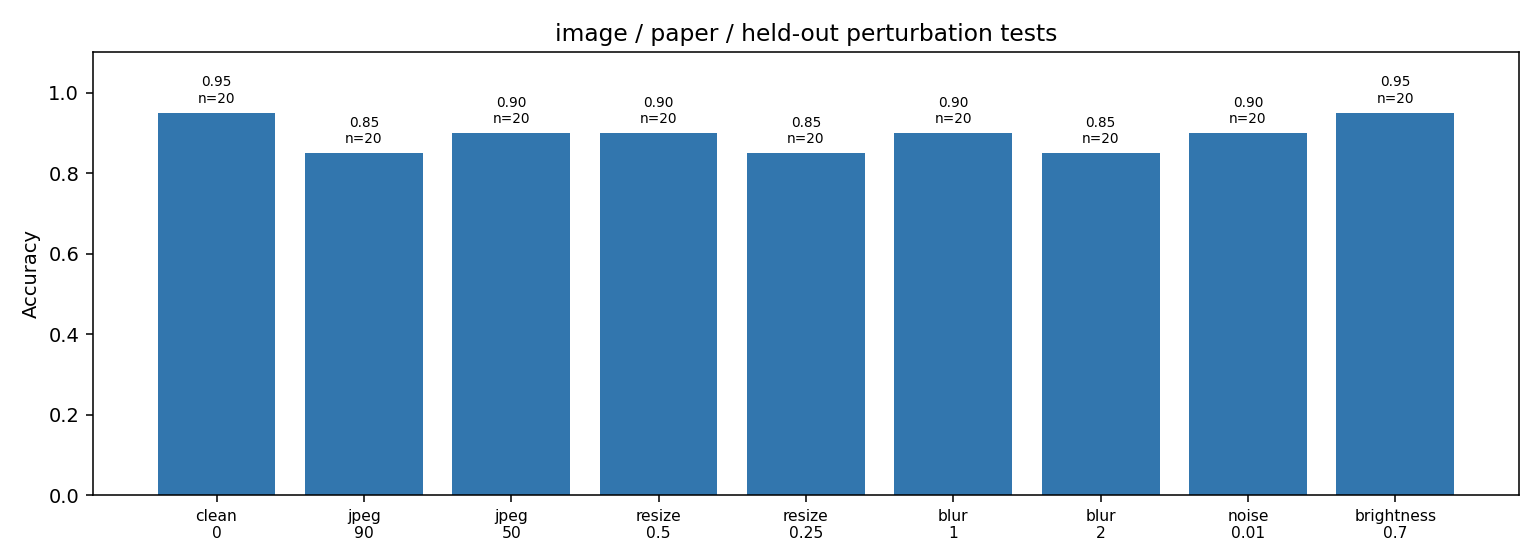 image / paper / held-out perturbation tests
Accuracy
1.0
0.8
0.6
0.4
0.2
0.0
0.95
n=20
0.85
n=20
0.90
n=20
0.90
n=20
0.85
n=20
0.90
n=20
0.85
n=20
0.90
n=20
0.95
n=20
clean
0
jpeg
90
jpeg
50
resize
0.5
resize
0.25
blur
1
blur
2
noise
0.01
brightness
0.7